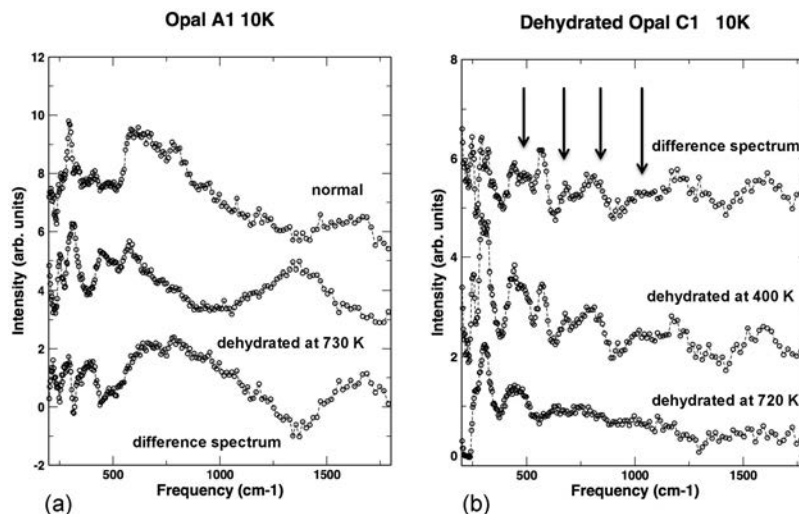 Opal A1 10K
12
10
8
6
4
2
0
-2
Intensity (arb. units)
normal
dehydrated at 730 K
difference spectrum
500
1000
1500
Frequency (cm-1)
(a)
Dehydrated Opal C1 10K
8
6
4
2
0
Intensity (arb. units)
difference spectrum
dehydrated at 400 K
dehydrated at 720 K
500
1000
1500
Frequency (cm-1)
(b)